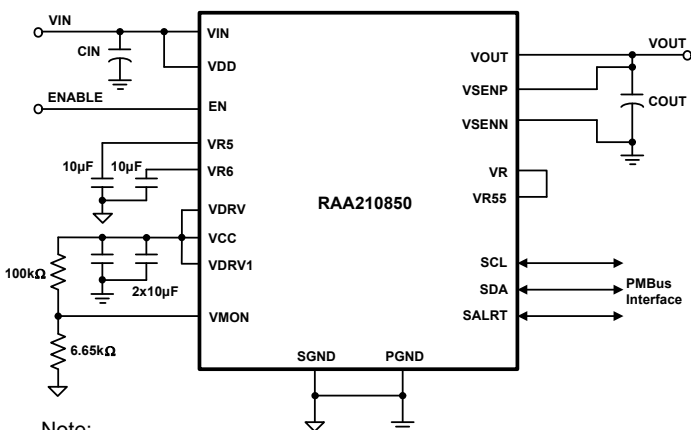 VIN
CIN
ENABLE
10µF 10µF
100kΩ
2x10µF
6.65kΩ
VIN
VDD
EN
VR5
VR6
VDRV
VCC
VDRV1
VMON
RAA210850
SGND PGND
VOUT
VSENP
VSENN
VR
VR55
SCL
SDA
SALRT
VOUT
COUT
PMBus
Interface
Note: